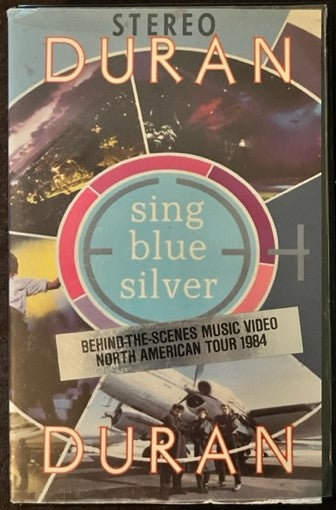 STEREO
DURAN
sing
blue
silver
BEHIND-THE-SCENES MUSIC VIDEO
NORTH AMERICAN TOUR 1984
DURAN